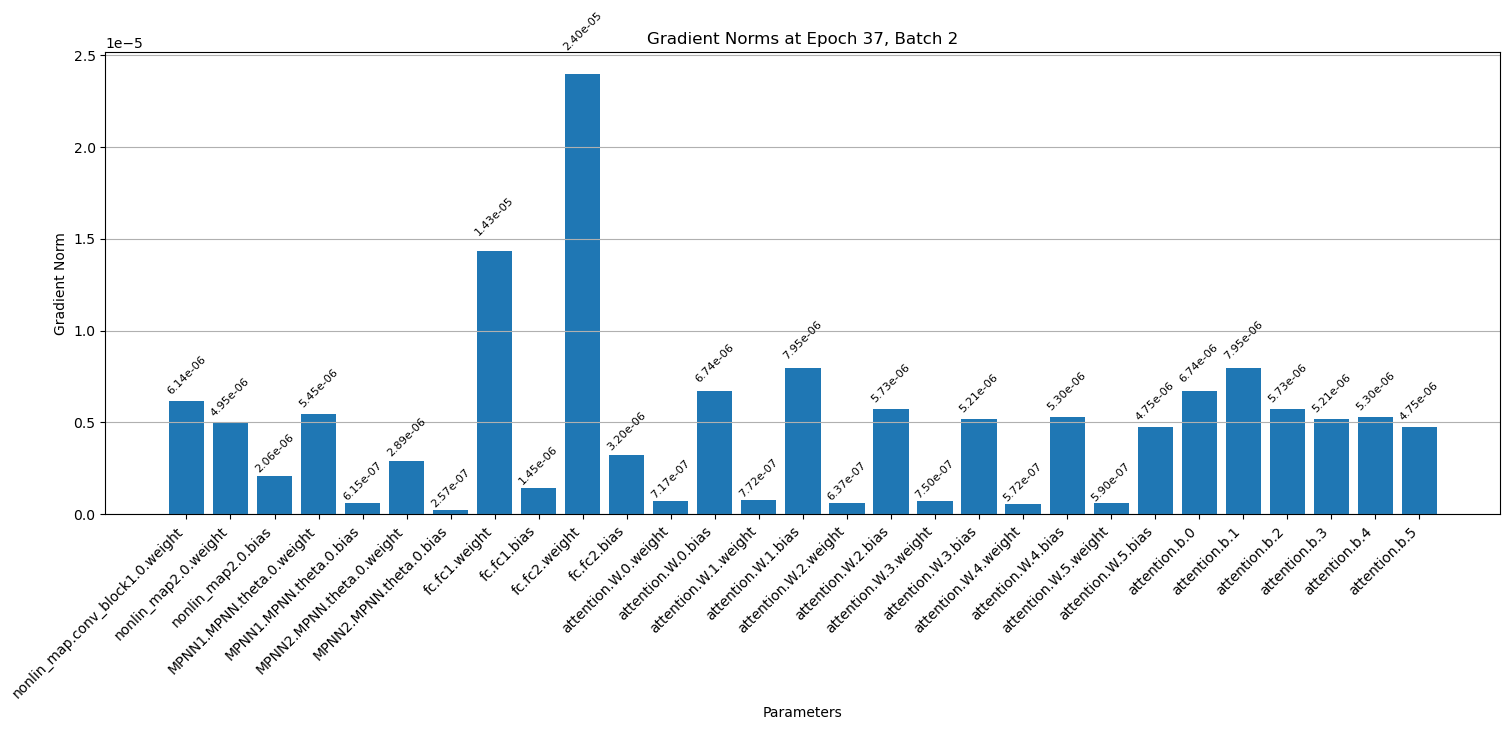 Gradient Norms at Epoch 37, Batch 2
1e−5
2.5
2.0
1.5
1.0
0.5
0.0
Gradient Norm
6.14e-06
4.95e-06
2.06e-06
5.45e-06
6.15e-07
2.89e-06
2.57e-07
1.43e-05
1.45e-06
2.40e-05
3.20e-06
7.17e-07
6.74e-06
7.72e-07
7.95e-06
6.37e-07
5.73e-06
7.50e-07
5.21e-06
5.72e-07
5.30e-06
5.90e-07
4.75e-06
6.74e-06
7.95e-06
5.73e-06
5.21e-06
5.30e-06
4.75e-06
nonlin_map.conv_block1.0.weight
nonlin_map2.0.weight
nonlin_map2.0.bias
MPNN1.MPNN.theta.0.weight
MPNN1.MPNN.theta.0.bias
MPNN2.MPNN.theta.0.weight
MPNN2.MPNN.theta.0.bias
fc.fc1.weight
fc.fc1.bias
fc.fc2.weight
fc.fc2.bias
attention.W.0.weight
attention.W.0.bias
attention.W.1.weight
attention.W.1.bias
attention.W.2.weight
attention.W.2.bias
attention.W.3.weight
attention.W.3.bias
attention.W.4.weight
attention.W.4.bias
attention.W.5.weight
attention.W.5.bias
attention.b.0
attention.b.1
attention.b.2
attention.b.3
attention.b.4
attention.b.5
Parameters